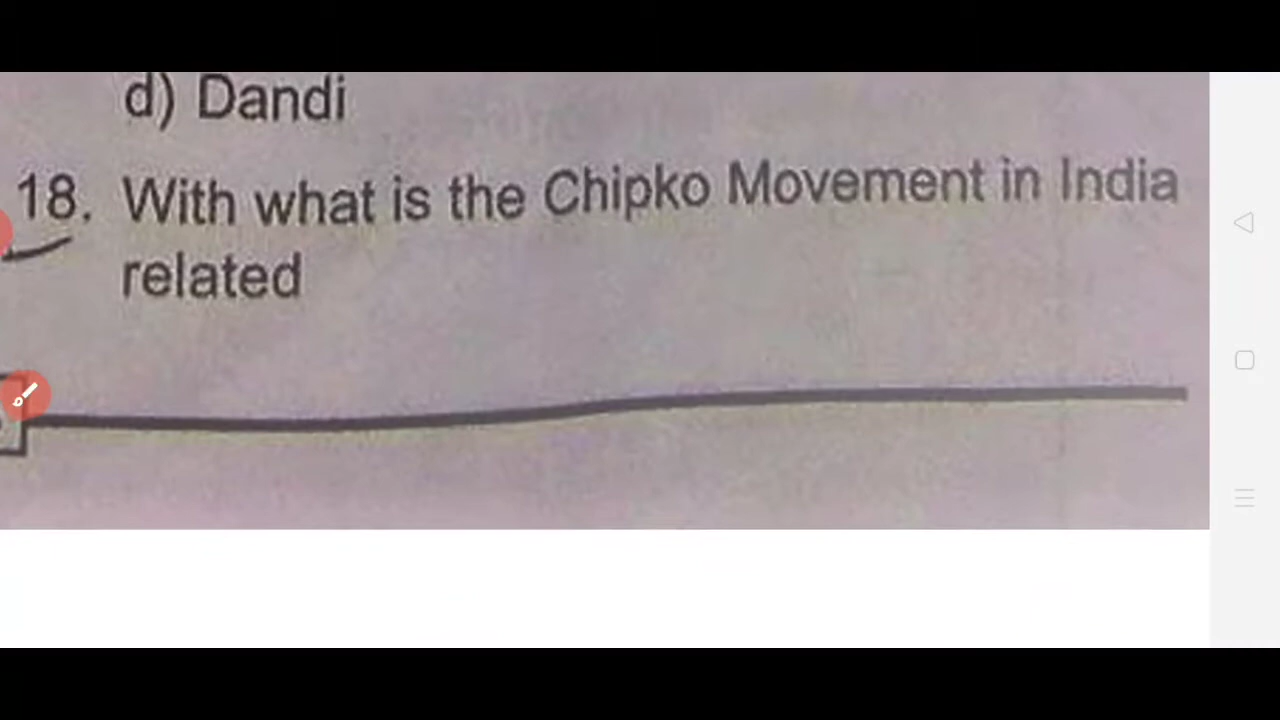 d) Dandi
18. With what is the Chipko Movement in India
related